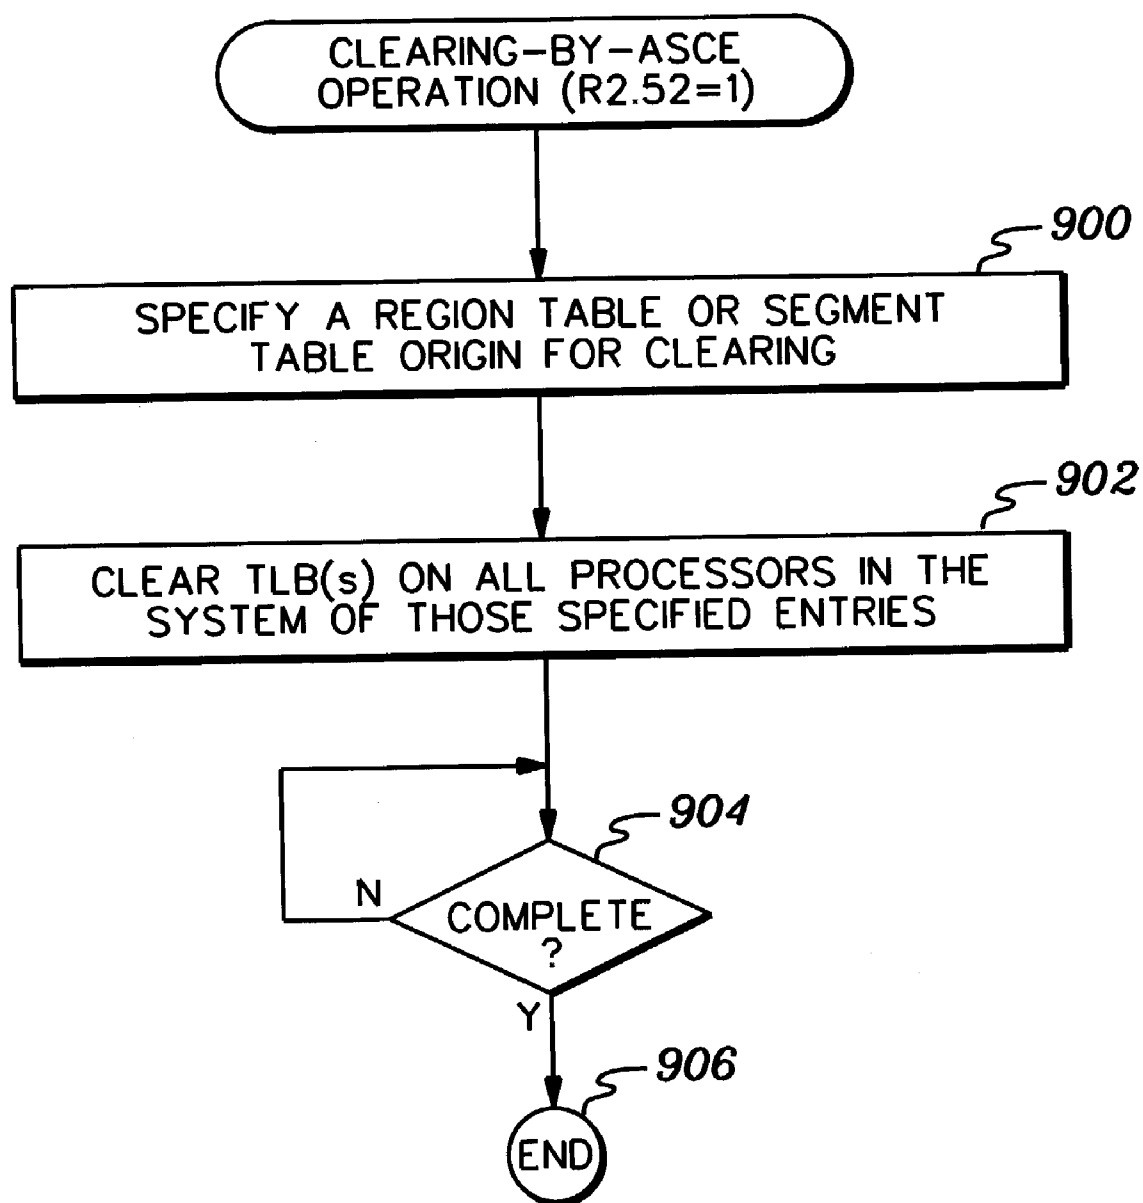 CLEARING-BY-ASCE
OPERATION (R2.52=1)
900
SPECIFY A REGION TABLE OR SEGMENT
TABLE ORIGIN FOR CLEARING
902
CLEAR TLB(s) ON ALL PROCESSORS IN THE
SYSTEM OF THOSE SPECIFIED ENTRIES
904
N
COMPLETE
?
Y
906
END